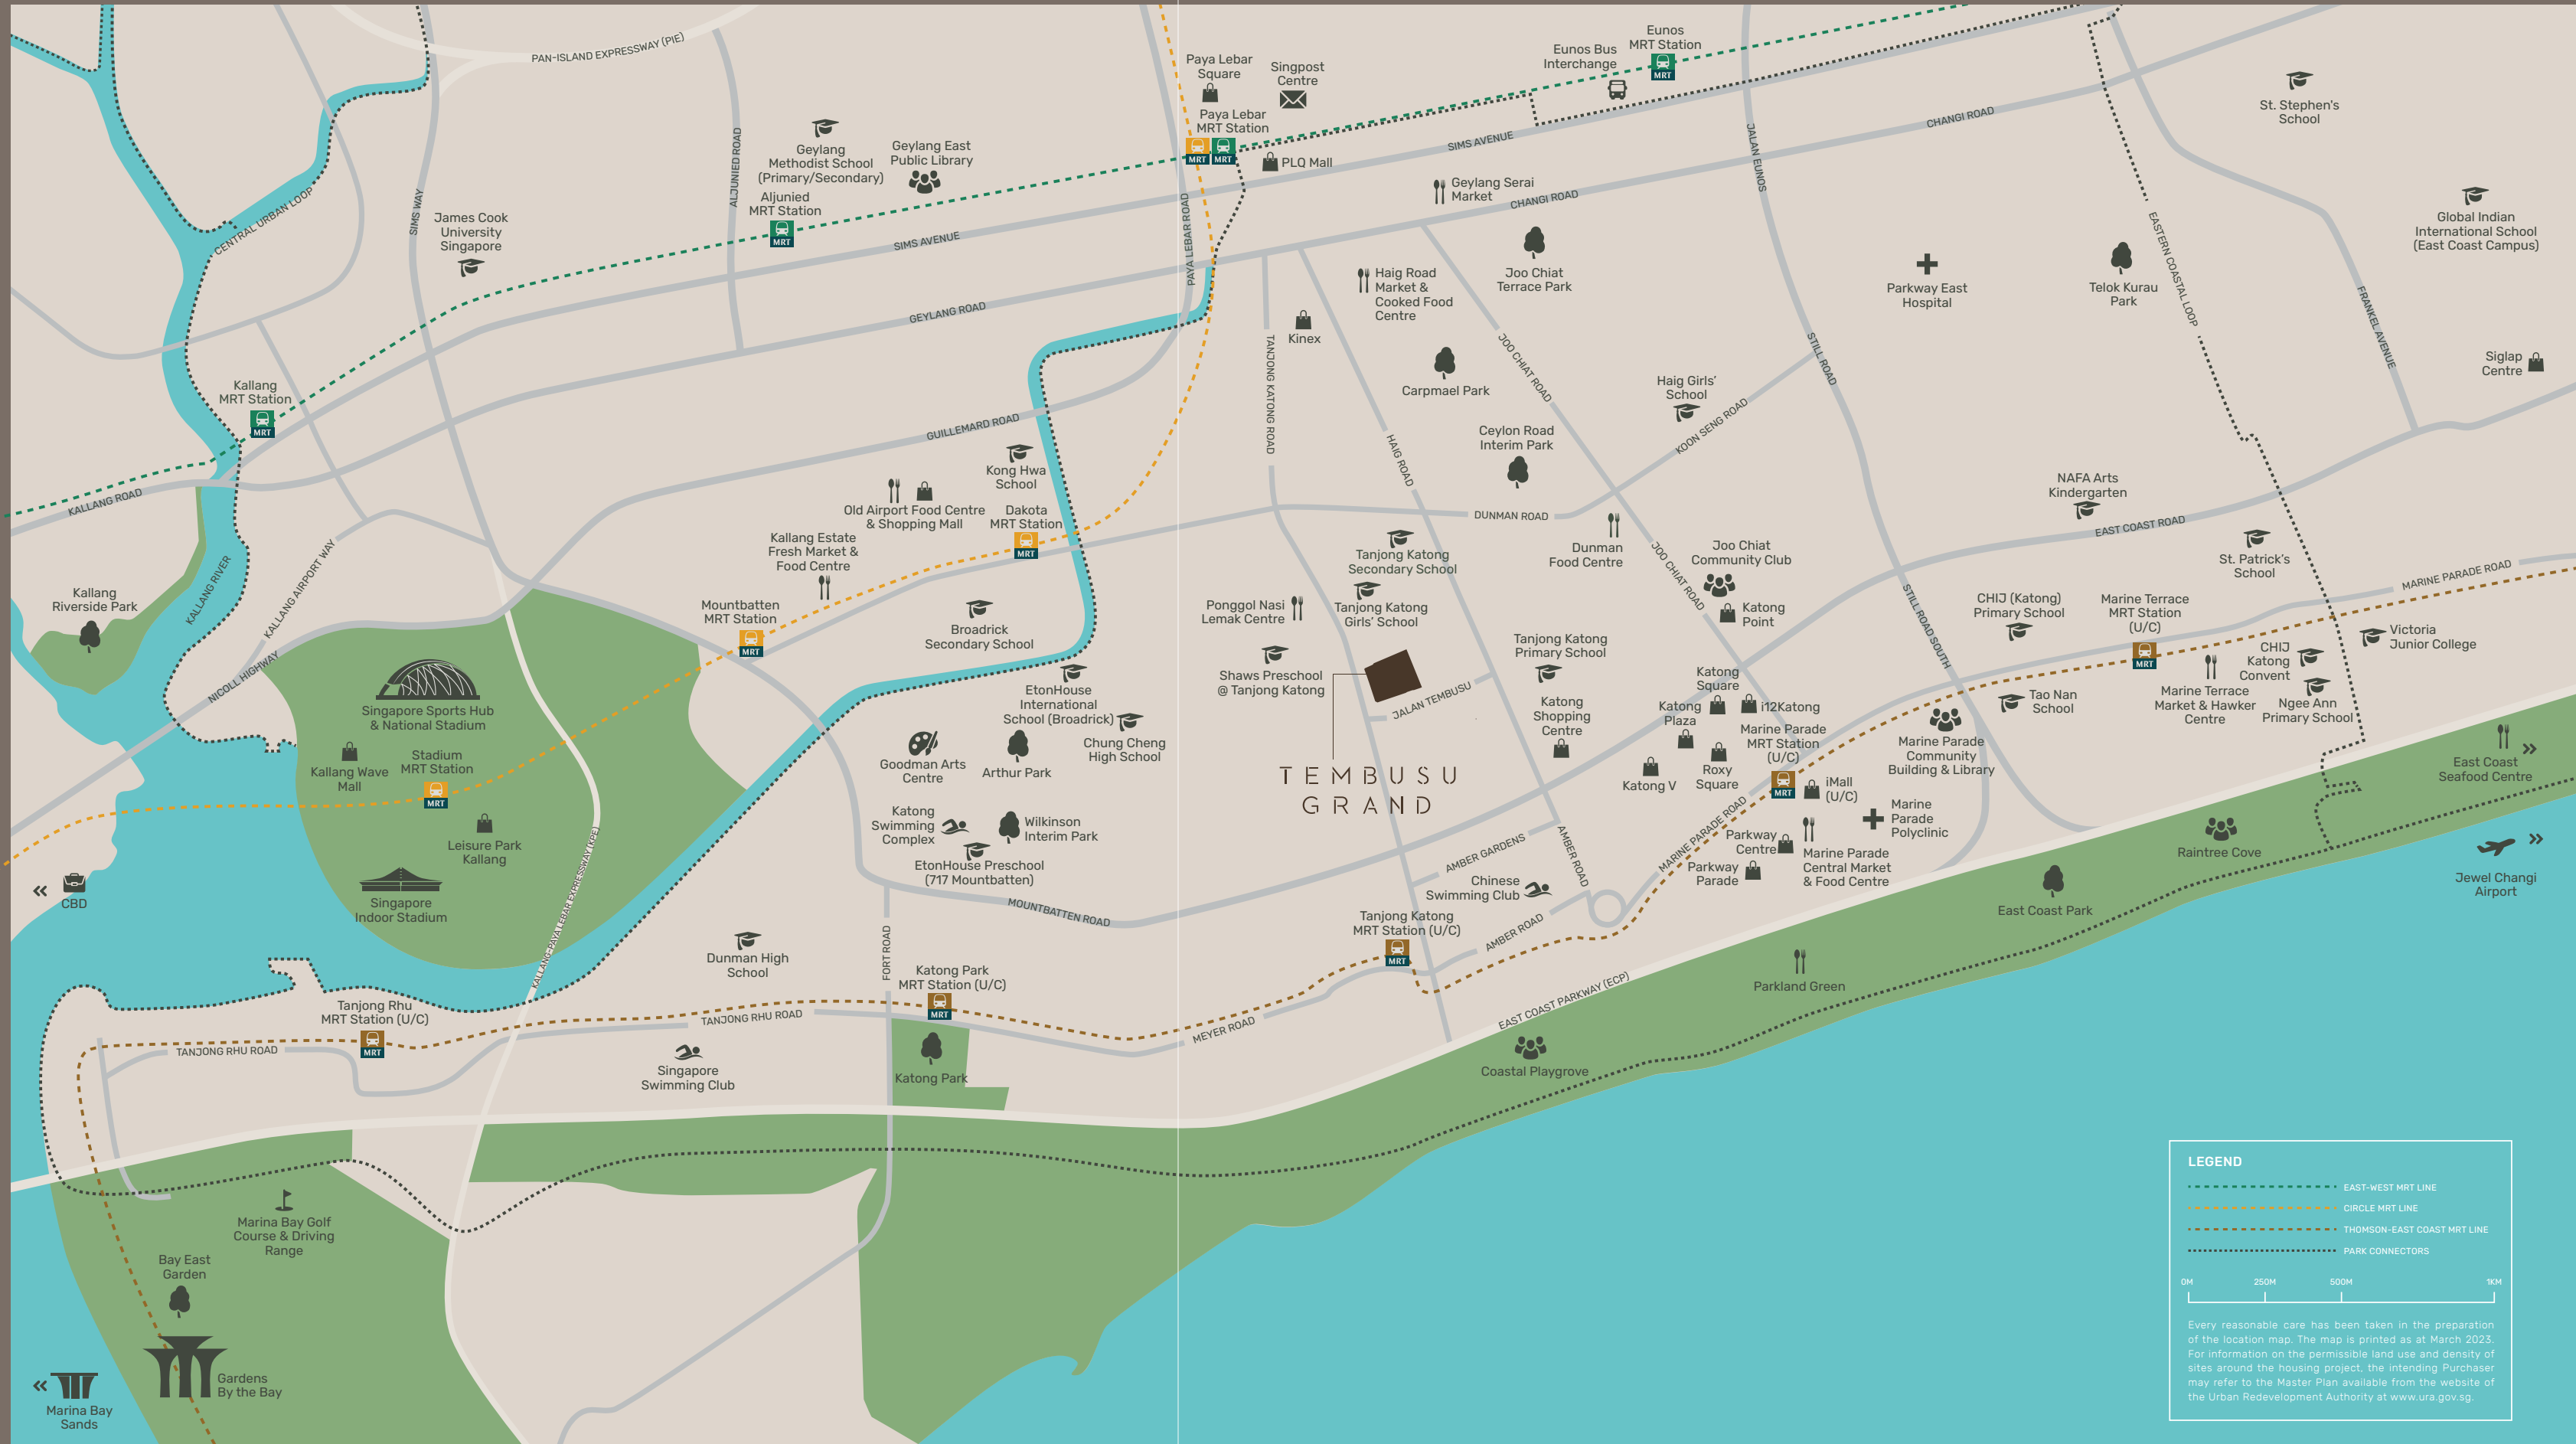 PAN-ISLAND EXPRESSWAY (PIE)
Paya Lebar
Square
Singpost
Centre
Eunos Bus
Interchange
Eunos
MRT Station
MRT
St. Stephen's
School
Paya Lebar
MRT Station
MRT
MRT
PLQ Mall
SIMS AVENUE
CHANGI ROAD
JALAN EUNOS
ALJUNIED ROAD
Geylang
Methodist School
(Primary/Secondary)
Geylang East
Public Library
Aljunied
MRT Station
MRT
Geylang Serai
Market
CHANGI ROAD
CENTRAL URBAN LOOP
SIMS WAY
James Cook
University
Singapore
SIMS AVENUE
PAYA LEBAR ROAD
Joo Chiat
Terrace Park
Parkway East
Hospital
Telok Kurau
Park
EASTERN COASTAL LOOP
Global Indian
International School
(East Coast Campus)
FRANKEL AVENUE
Haig Road
Market &
Cooked Food
Centre
GEYLANG ROAD
Kinex
TANJONG KATONG ROAD
JOO CHIAT ROAD
STILL ROAD
Siglap
Centre
Carpmael Park
Haig Girls'
School
Kallang
MRT Station
MRT
GUILLEMARD ROAD
HAIG ROAD
Ceylon Road
Interim Park
KOON SENG ROAD
Kong Hwa
School
KALLANG ROAD
Old Airport Food Centre
& Shopping Mall
Dakota
MRT Station
MRT
NAFA Arts
Kindergarten
DUNMAN ROAD
EAST COAST ROAD
Kallang Estate
Fresh Market &
Food Centre
Tanjong Katong
Secondary School
Dunman
Food Centre
JOO CHIAT ROAD
Joo Chiat
Community Club
St. Patrick's
School
MARINE PARADE ROAD
KALLANG RIVER
KALLANG AIRPORT WAY
Kallang
Riverside Park
Mountbatten
MRT Station
MRT
Broadrick
Secondary School
Ponggol Nasi
Lemak Centre
Tanjong Katong
Girls' School
Katong
Point
STILL ROAD SOUTH
CHIJ (Katong)
Primary School
Marine Terrace
MRT Station
(U/C)
MRT
Victoria
Junior College
NICOLL HIGHWAY
Shaws Preschool
@ Tanjong Katong
Tanjong Katong
Primary School
CHIJ
Katong
Convent
Singapore Sports Hub
& National Stadium
EtonHouse
International
School (Broadrick)
JALAN TEMBUSU
Katong
Square
i12Katong
Tao Nan
School
Marine Terrace
Market & Hawker
Centre
Ngee Ann
Primary School
Katong
Shopping
Centre
Katong
Plaza
Marine Parade
MRT Station
(U/C)
MRT
Marine Parade
Community
Building & Library
Kallang Wave
Mall
Stadium
MRT Station
MRT
Goodman Arts
Centre
Arthur Park
Chung Cheng
High School
TEMBUSU
GRAND
Katong V
Roxy
Square
iMall
(U/C)
East Coast
Seafood Centre
Leisure Park
Kallang
KALLANG-PAYA LEBAR EXPRESSWAY (KPE)
Katong
Swimming
Complex
Wilkinson
Interim Park
EtonHouse Preschool
(717 Mountbatten)
AMBER GARDENS
AMBER ROAD
MARINE PARADE ROAD
Parkway
Centre
Marine
Parade
Polyclinic
Marine Parade
Central Market
& Food Centre
Parkway
Parade
Raintree Cove
Jewel Changi
Airport
CBD
Singapore
Indoor Stadium
MOUNTBATTEN ROAD
Chinese
Swimming Club
East Coast Park
Tanjong Katong
MRT Station (U/C)
MRT
AMBER ROAD
Dunman High
School
FORT ROAD
Katong Park
MRT Station (U/C)
MRT
Parkland Green
EAST COAST PARKWAY (ECP)
Tanjong Rhu
MRT Station (U/C)
MRT
TANJONG RHU ROAD
TANJONG RHU ROAD
MEYER ROAD
Singapore
Swimming Club
Katong Park
Coastal Playgrove
Marina Bay Golf
Course & Driving
Range
Bay East
Garden
Gardens
By the Bay
Marina Bay
Sands
LEGEND
EAST-WEST MRT LINE
CIRCLE MRT LINE
THOMSON-EAST COAST MRT LINE
PARK CONNECTORS
0M 250M 500M 1KM
Every reasonable care has been taken in the preparation
of the location map. The map is printed as at March 2023.
For information on the permissible land use and density of
sites around the housing project, the intending Purchaser
may refer to the Master Plan available from the website of
the Urban Redevelopment Authority at www.ura.gov.sg.